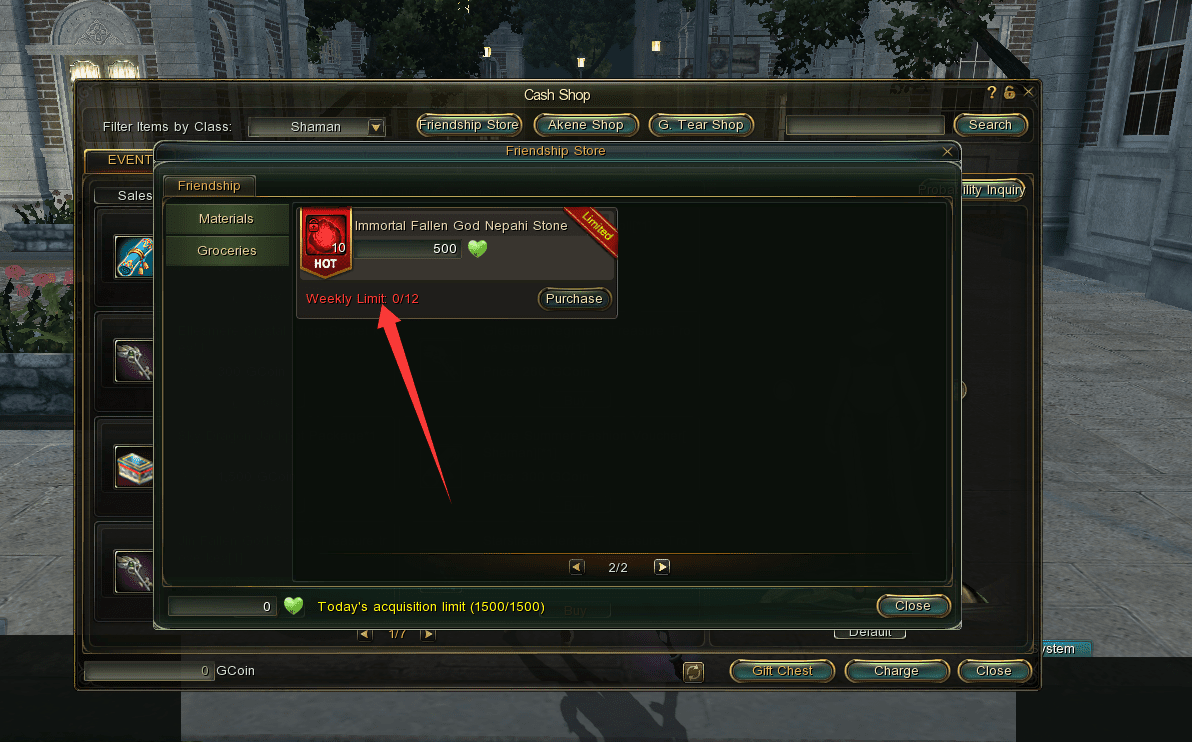 Cash Shop
?
Filter Items by Class:
Shaman
Friendship Store
Akene Shop
G. Tear Shop
Search
EVENT
Friendship Store
Sales
Friendship
Probability Inquiry
Materials
Groceries
Immortal Fallen God Nepahi Stone
Limited
10
HOT
500
Weekly Limit: 0/12
Purchase
2/2
0
Today's acquisition limit (1500/1500)
Buy
Close
1/7
Default
ystem
0 GCoin
Gift Chest
Charge
Close